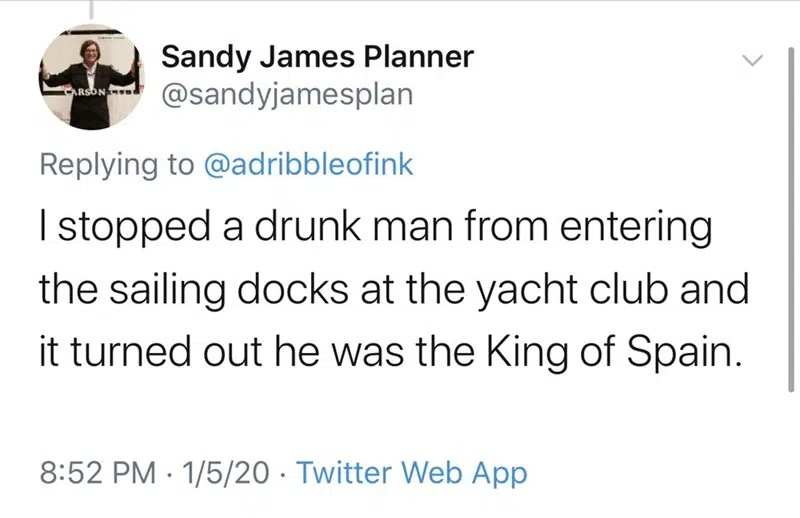 Sandy James Planner
@sandyjamesplan
CARSON CITY
Replying to @adribbleofink
I stopped a drunk man from entering
the sailing docks at the yacht club and
it turned out he was the King of Spain.
8:52 PM · 1/5/20 · Twitter Web App